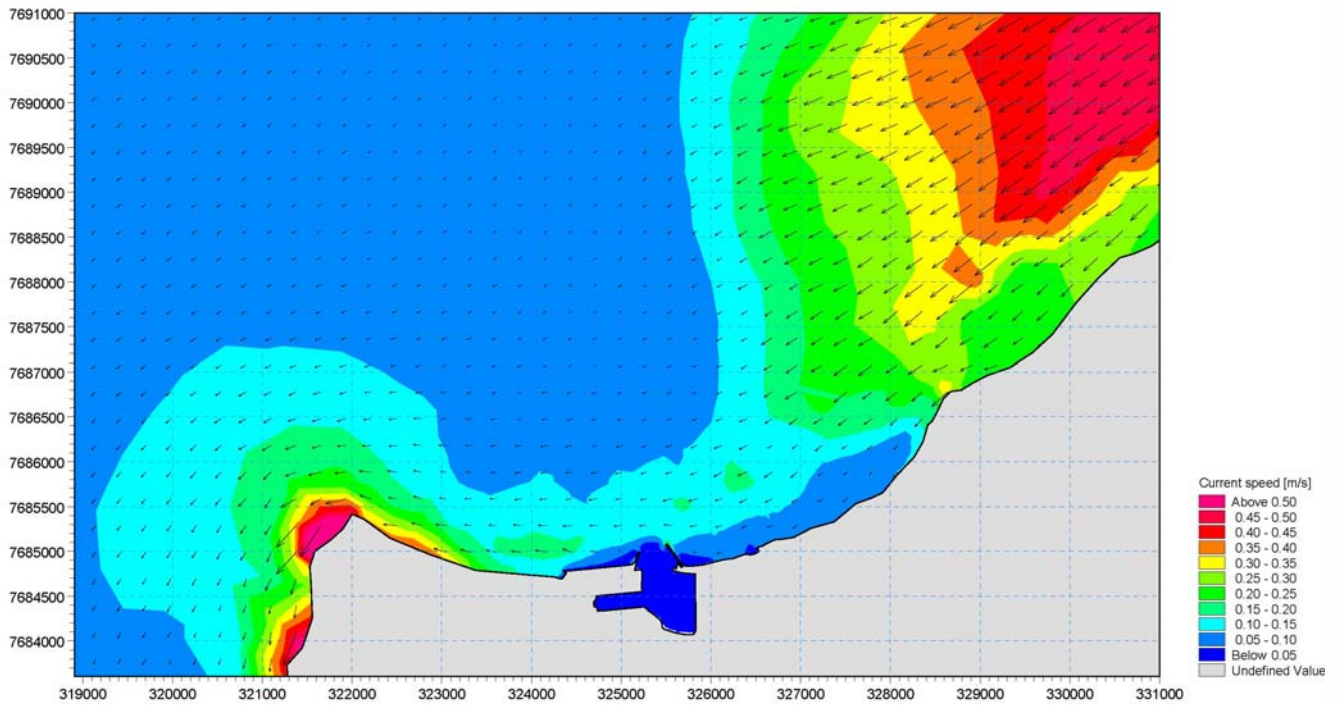 7691000
7690500
7690000
7689500
7689000
7688500
7688000
7687500
7687000
7686500
7686000
7685500
7685000
7684500
7684000
319000 320000 321000 322000 323000 324000 325000 326000 327000 328000 329000 330000 331000
Current speed [m/s]
Above 0.50
0.45 - 0.50
0.40 - 0.45
0.35 - 0.40
0.30 - 0.35
0.25 - 0.30
0.20 - 0.25
0.15 - 0.20
0.10 - 0.15
0.05 - 0.10
Below 0.05
Undefined Value